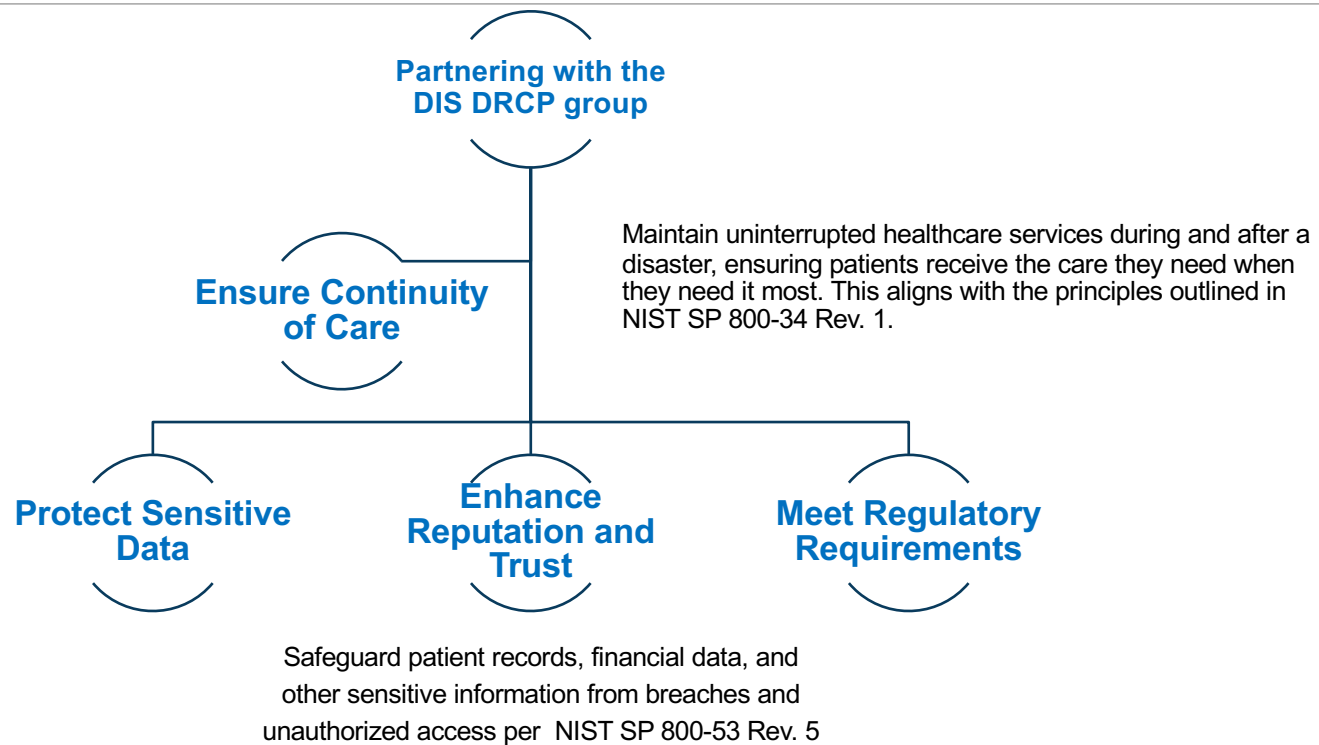 Partnering with the
DIS DRCP group
Ensure Continuity
of Care
Maintain uninterrupted healthcare services during and after a
disaster, ensuring patients receive the care they need when
they need it most. This aligns with the principles outlined in
NIST SP 800-34 Rev. 1.
Protect Sensitive
Data
Enhance
Reputation and
Trust
Meet Regulatory
Requirements
Safeguard patient records, financial data, and
other sensitive information from breaches and
unauthorized access per  NIST SP 800-53 Rev. 5